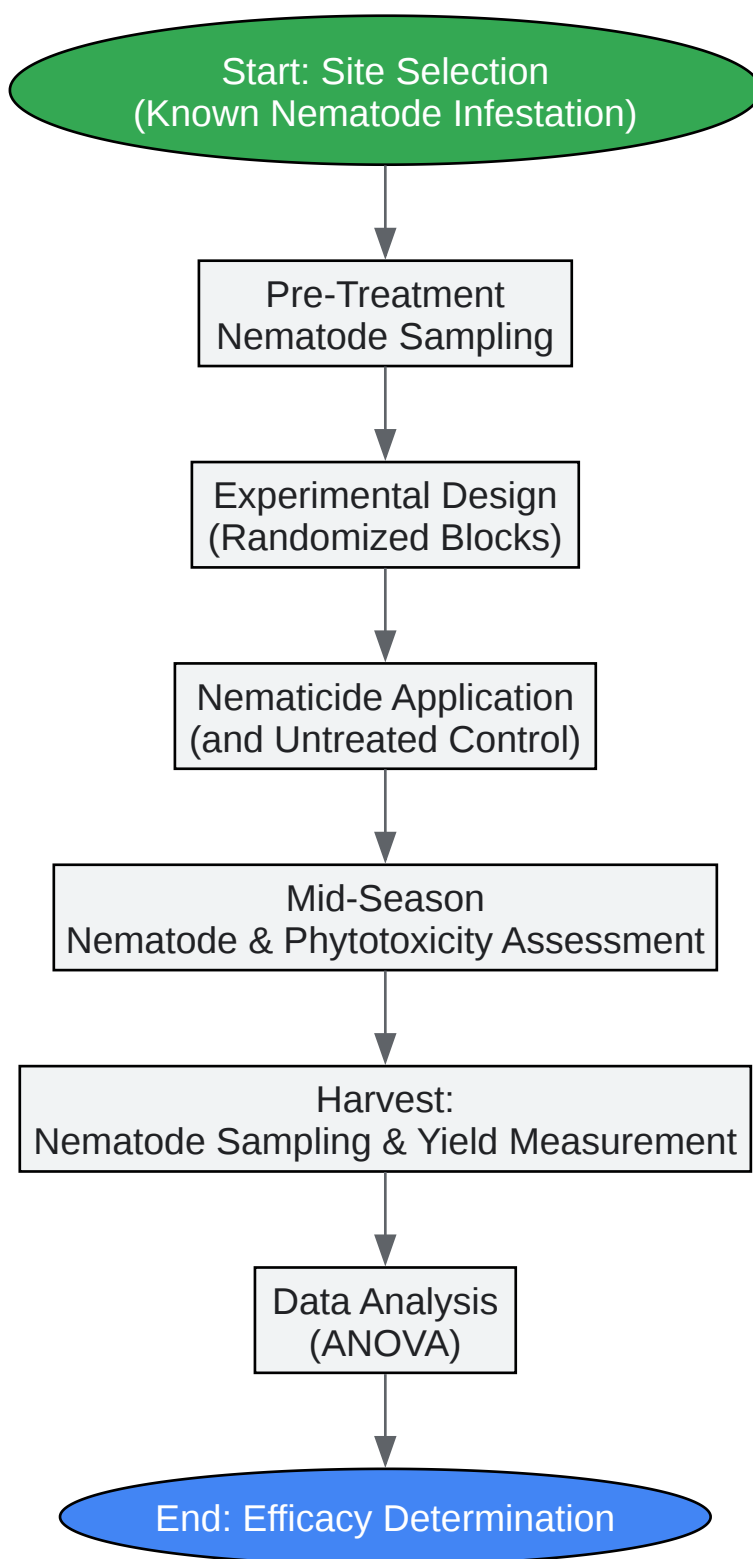 Start: Site Selection
(Known Nematode Infestation)
Pre-Treatment
Nematode Sampling
Experimental Design
(Randomized Blocks)
Nematicide Application
(and Untreated Control)
Mid-Season
Nematode & Phytotoxicity Assessment
Harvest:
Nematode Sampling & Yield Measurement
Data Analysis
(ANOVA)
End: Efficacy Determination